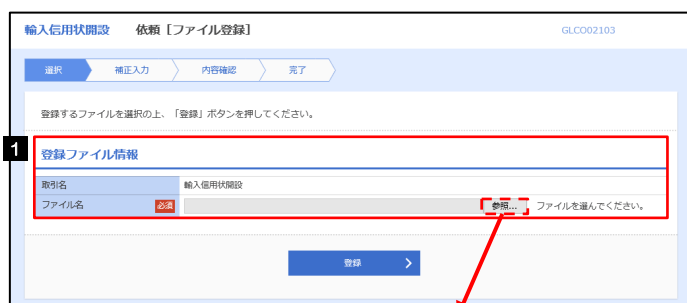 輸入信用状開設 依頼［ファイル登録］ GLCO02103
選択 補正入力 内容確認 完了
登録するファイルを選択の上、「登録」ボタンを押してください。
1
登録ファイル情報
取引名 輸入信用状開設
ファイル名 必須 参照... ファイルを選んでください。
登録